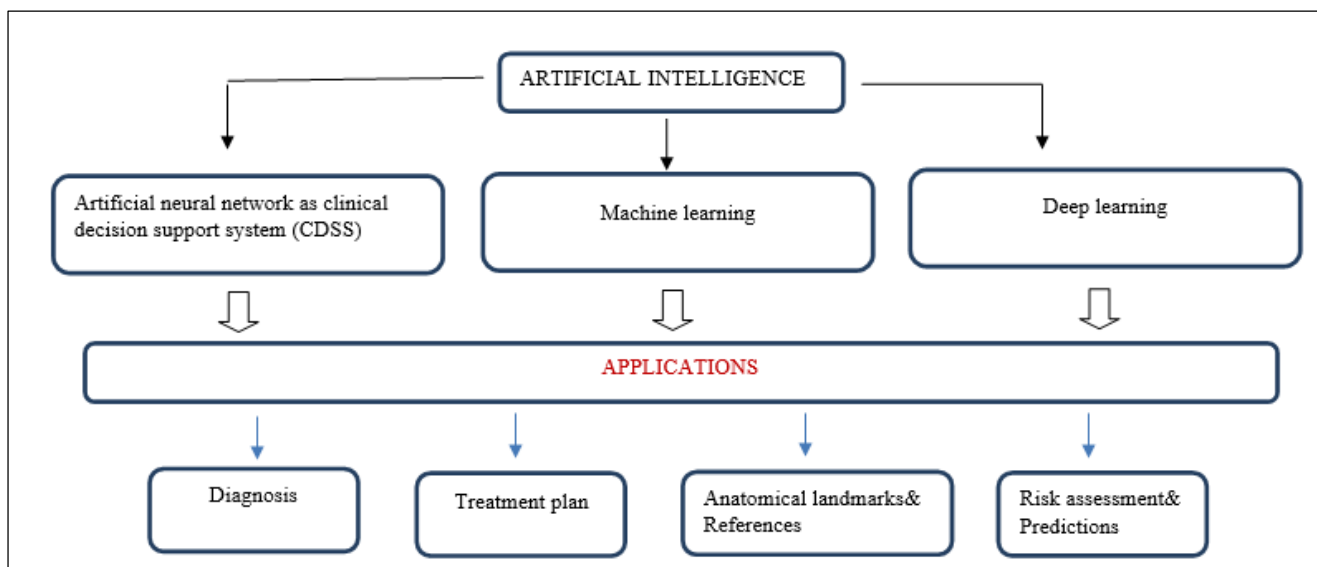 ARTIFICIAL INTELLIGENCE
Artificial neural network as clinical
decision support system (CDSS)
Machine learning
Deep learning
APPLICATIONS
Diagnosis
Treatment plan
Anatomical landmarks&
References
Risk assessment&
Predictions